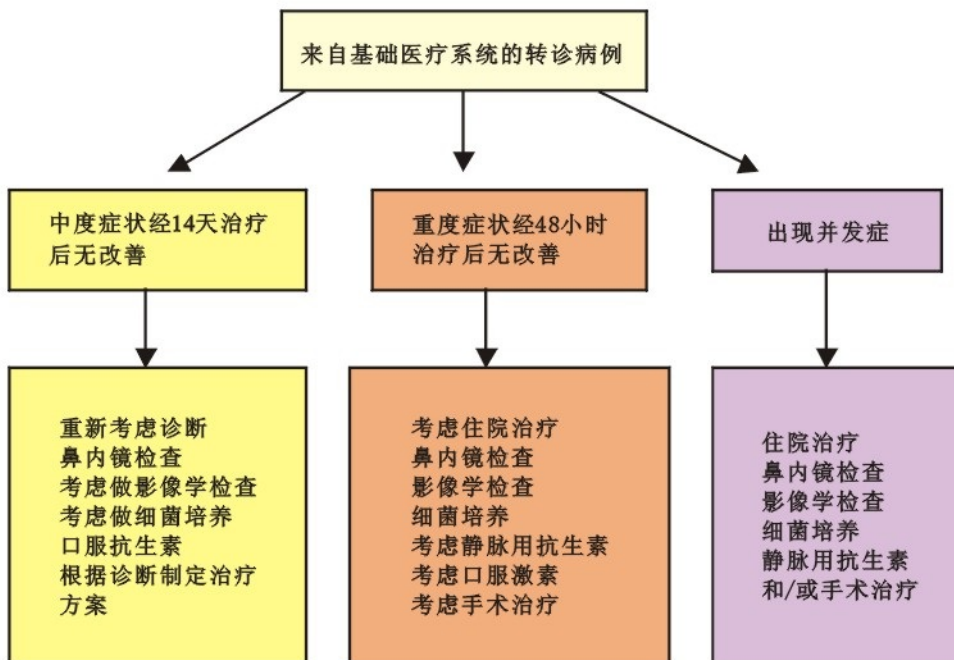 来自基础医疗系统的转诊病例
中度症状经14天治疗
后无改善
重度症状经48小时
治疗后无改善
出现并发症
重新考虑诊断
鼻内镜检查
考虑做影像学检查
考虑做细菌培养
口服抗生素
根据诊断制定治疗
方案
考虑住院治疗
鼻内镜检查
影像学检查
细菌培养
考虑静脉用抗生素
考虑口服激素
考虑手术治疗
住院治疗
鼻内镜检查
影像学检查
细菌培养
静脉用抗生素
和/或手术治疗